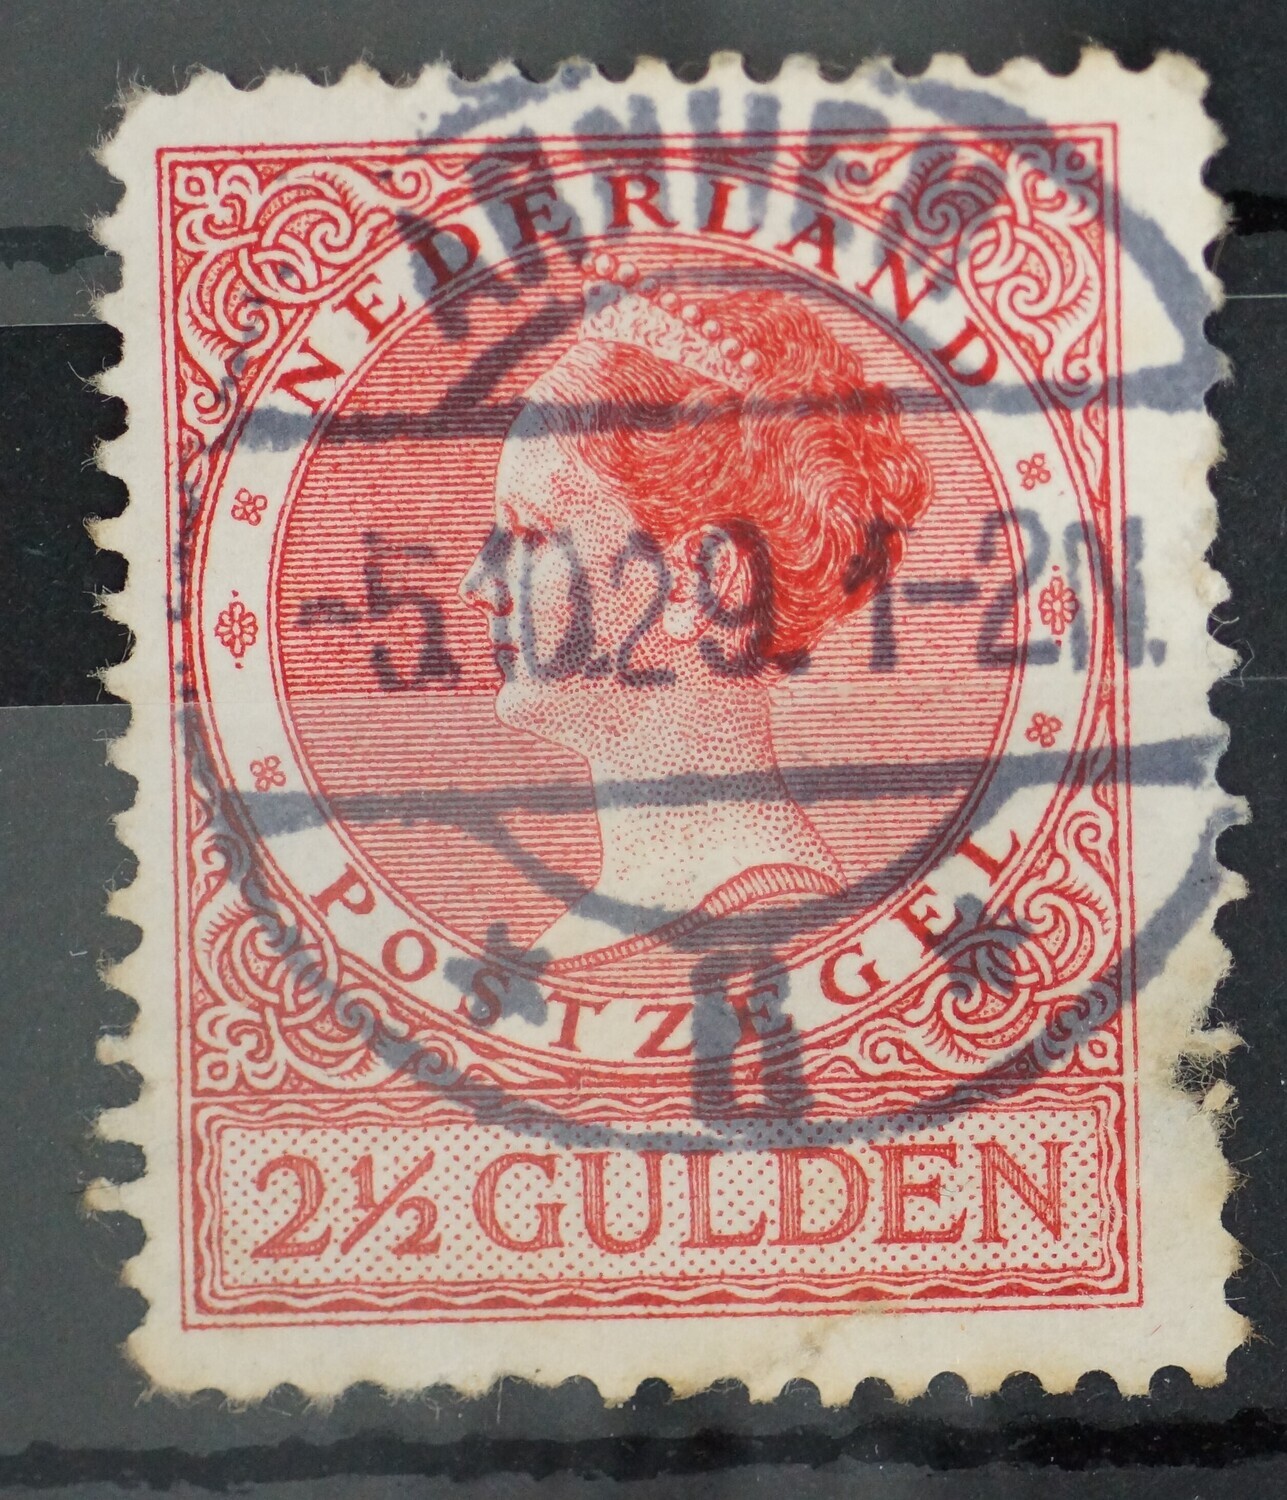 NEDERLAND
-5.10.29.1-2N.
POSTZEGEL
2½ GULDEN